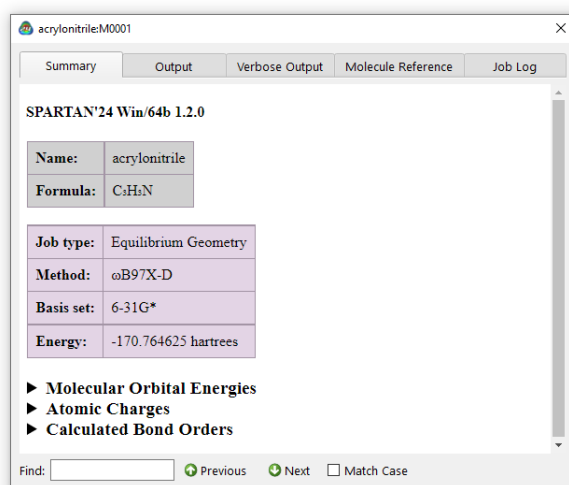 acrylonitrile:M0001
Summary Output Verbose Output Molecule Reference Job Log
SPARTAN'24 Win/64b 1.2.0
Name: acrylonitrile
Formula: C₃H₃N
Job type: Equilibrium Geometry
Method: ωB97X-D
Basis set: 6-31G*
Energy: -170.764625 hartrees
Molecular Orbital Energies
Atomic Charges
Calculated Bond Orders
Find: Previous Next Match Case